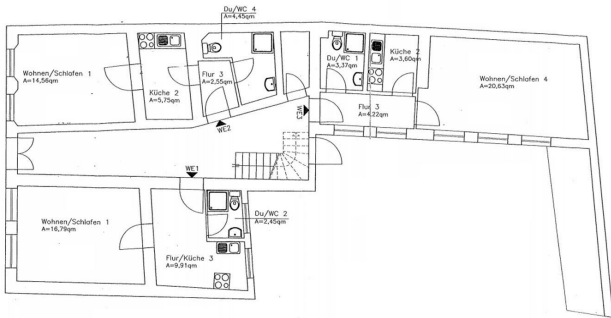 Du/WC 4
A=4,45qm
Wohnen/Schlafen 1
A=14,56qm
Küche 2
A=5,75qm
Flur 3
A=2,55qm
Du/WC 1
A=3,37qm
Küche 2
A=3,60qm
Wohnen/Schlafen 4
A=20,63qm
Flur 3
A=4,22qm
WE2
WE3
WE1
Wohnen/Schlafen 1
A=16,79qm
Du/WC 2
A=2,45qm
Flur/Küche 3
A=9,91qm